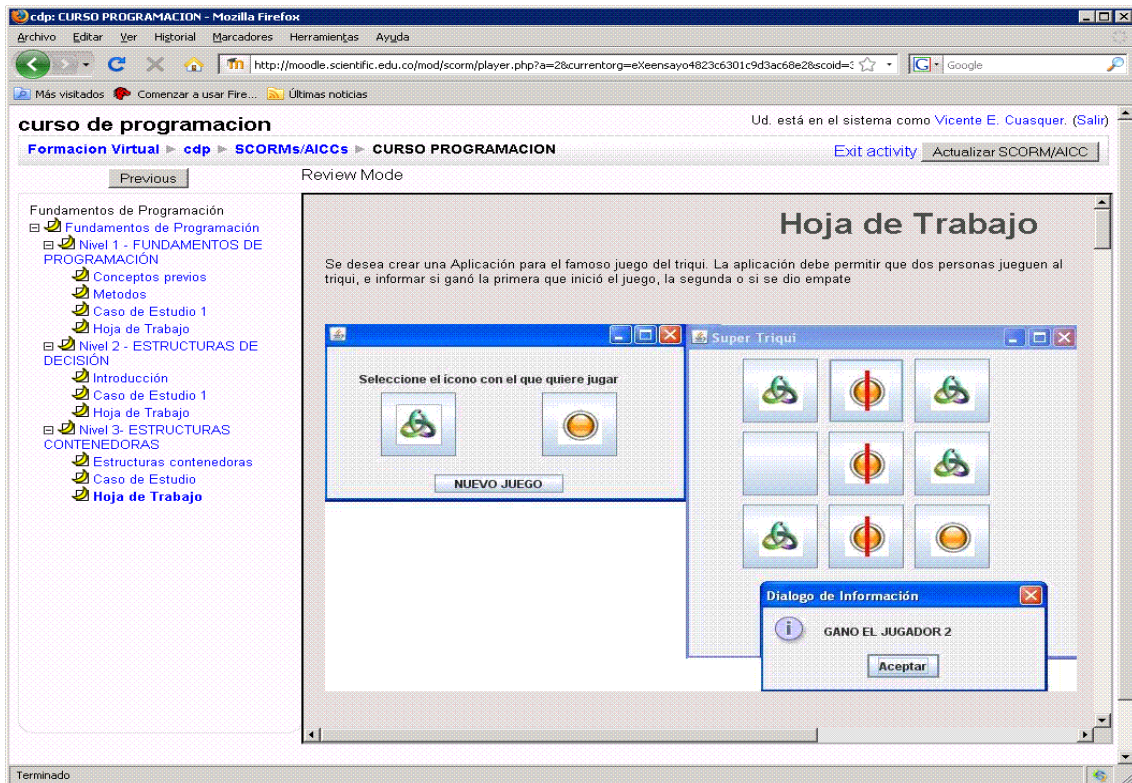 cdp: CURSO PROGRAMACION - Mozilla Firefox
Archivo Editar Ver Historial Marcadores Herramientas Ayuda
http://moodle.scientific.edu.co/mod/scorm/player.php?a=2&currentorg=eXeensayo4823c6301c9d3ac68e28&scoid=
Google
Más visitados Comenzar a usar Fire... Últimas noticias
curso de programacion
Ud. está en el sistema como Vicente E. Cuasquer. (Salir)
Formacion Virtual ► cdp ► SCORMs/AICCs ► CURSO PROGRAMACION
Exit activity Actualizar SCORM/AICC
Previous
Review Mode
Fundamentos de Programación
Fundamentos de Programación
Nivel 1 - FUNDAMENTOS DE
PROGRAMACIÓN
Conceptos previos
Metodos
Caso de Estudio 1
Hoja de Trabajo
Nivel 2 - ESTRUCTURAS DE
DECISIÓN
Introducción
Caso de Estudio 1
Hoja de Trabajo
Nivel 3- ESTRUCTURAS
CONTENEDORAS
Estructuras contenedoras
Caso de Estudio
Hoja de Trabajo
Hoja de Trabajo
Se desea crear una Aplicación para el famoso juego del triqui. La aplicación debe permitir que dos personas jueguen al
triqui, e informar si ganó la primera que inició el juego, la segunda o si se dio empate
Seleccione el ícono con el que quiere jugar
NUEVO JUEGO
Super Triqui
Dialogo de Información
GANO EL JUGADOR 2
Aceptar
Terminado